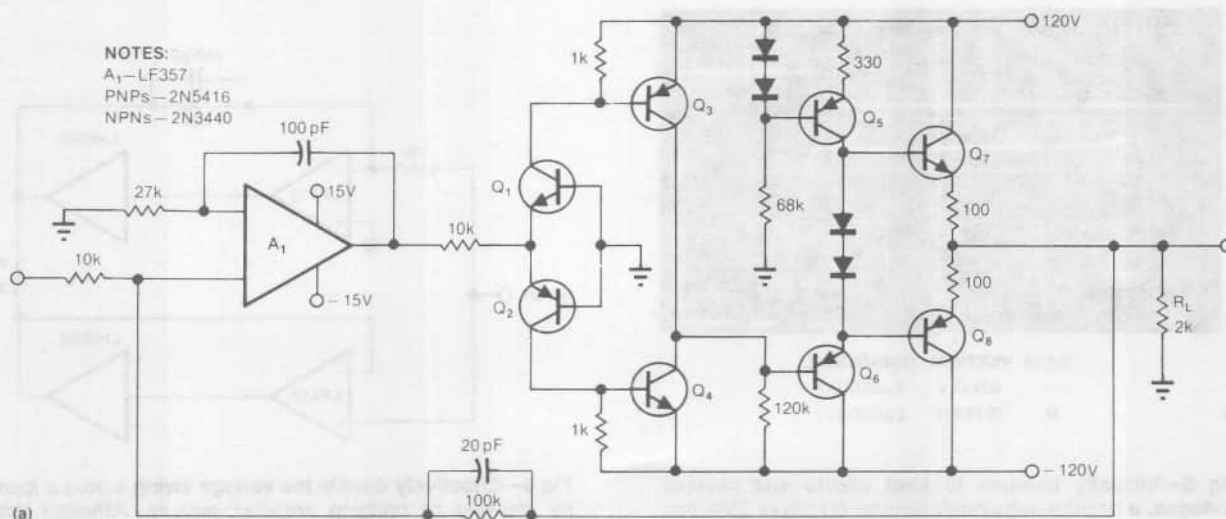 NOTES:
A₁—LF357
PNPs—2N5416
NPNs—2N3440
100 pF
27k
15V
A₁
10k
-15V
10k
1k
Q₁
Q₂
1k
Q₃
Q₄
68k
120k
330
Q₅
Q₆
Q₇
100
100
Q₈
120V
-120V
R_L
2k
20 pF
100k
(a)